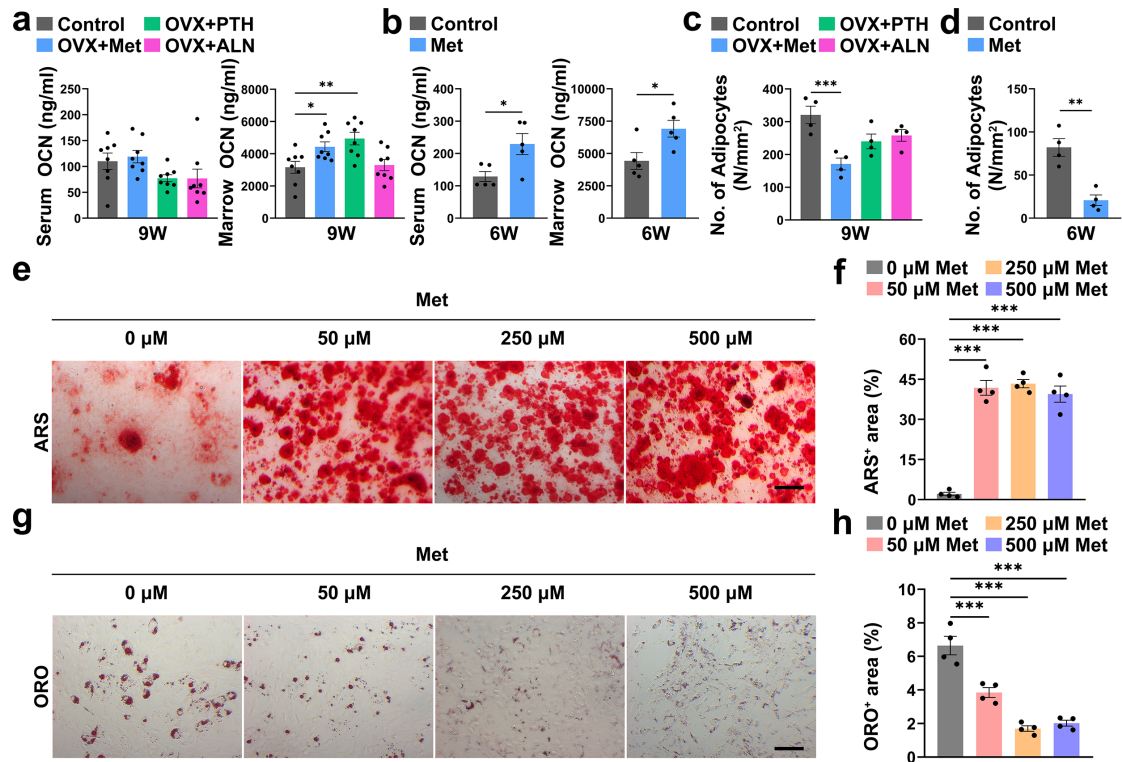 a
Control
OVX+PTH
OVX+Met
OVX+ALN
Serum OCN (ng/ml)
250
200
150
100
50
0
9W
Marrow OCN (ng/ml)
8000
6000
4000
2000
0
*
**
9W
b
Control
Met
Serum OCN (ng/ml)
400
300
200
100
0
*
6W
Marrow OCN (ng/ml)
10000
7500
5000
2500
0
*
6W
c
Control
OVX+PTH
OVX+Met
OVX+ALN
No. of Adipocytes
(N/mm²)
400
300
200
100
0
***
9W
d
Control
Met
No. of Adipocytes
(N/mm²)
150
100
50
0
**
6W
e
Met
0 μM
50 μM
250 μM
500 μM
ARS
f
0 μM Met
250 μM Met
50 μM Met
500 μM Met
ARS⁺ area (%)
60
45
30
15
0
***
***
***
g
Met
0 μM
50 μM
250 μM
500 μM
ORO
h
0 μM Met
250 μM Met
50 μM Met
500 μM Met
ORO⁺ area (%)
10
8
6
4
2
0
***
***
***